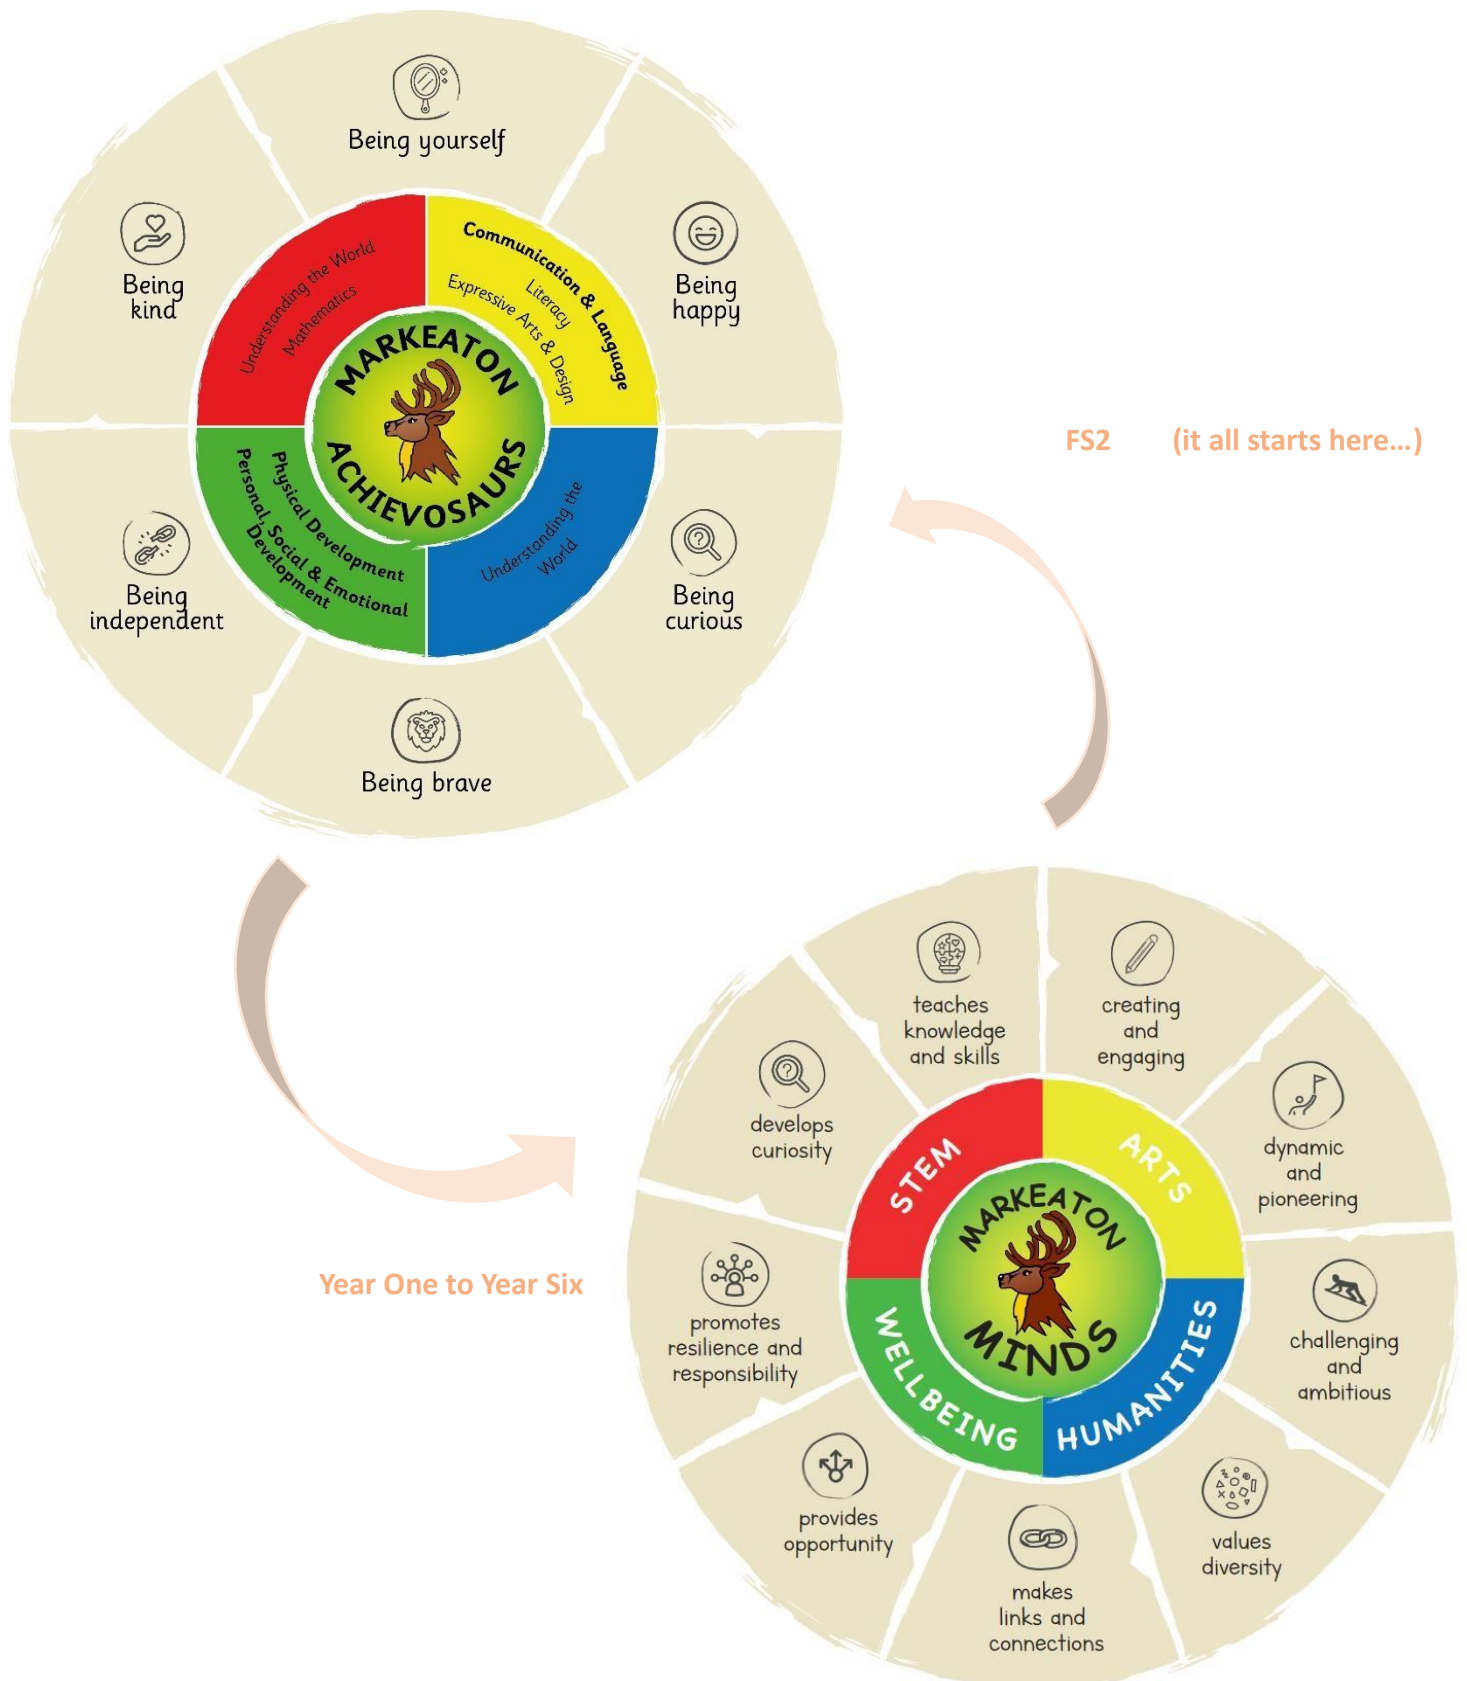 Being yourself
Being
happy
Being
curious
Being brave
Being
independent
Being
kind
Understanding the World
Mathematics
Communication & Language
Literacy
Expressive Arts & Design
Understanding the
World
Physical Development
Personal, Social & Emotional
Development
MARKEATON
ACHIEVOSAURS
FS2 (it all starts here...)
Year One to Year Six
teaches
knowledge
and skills
creating
and
engaging
dynamic
and
pioneering
challenging
and
ambitious
values
diversity
makes
links and
connections
provides
opportunity
promotes
resilience and
responsibility
develops
curiosity
STEM
ARTS
HUMANITIES
WELLBEING
MARKEATON
MINDS